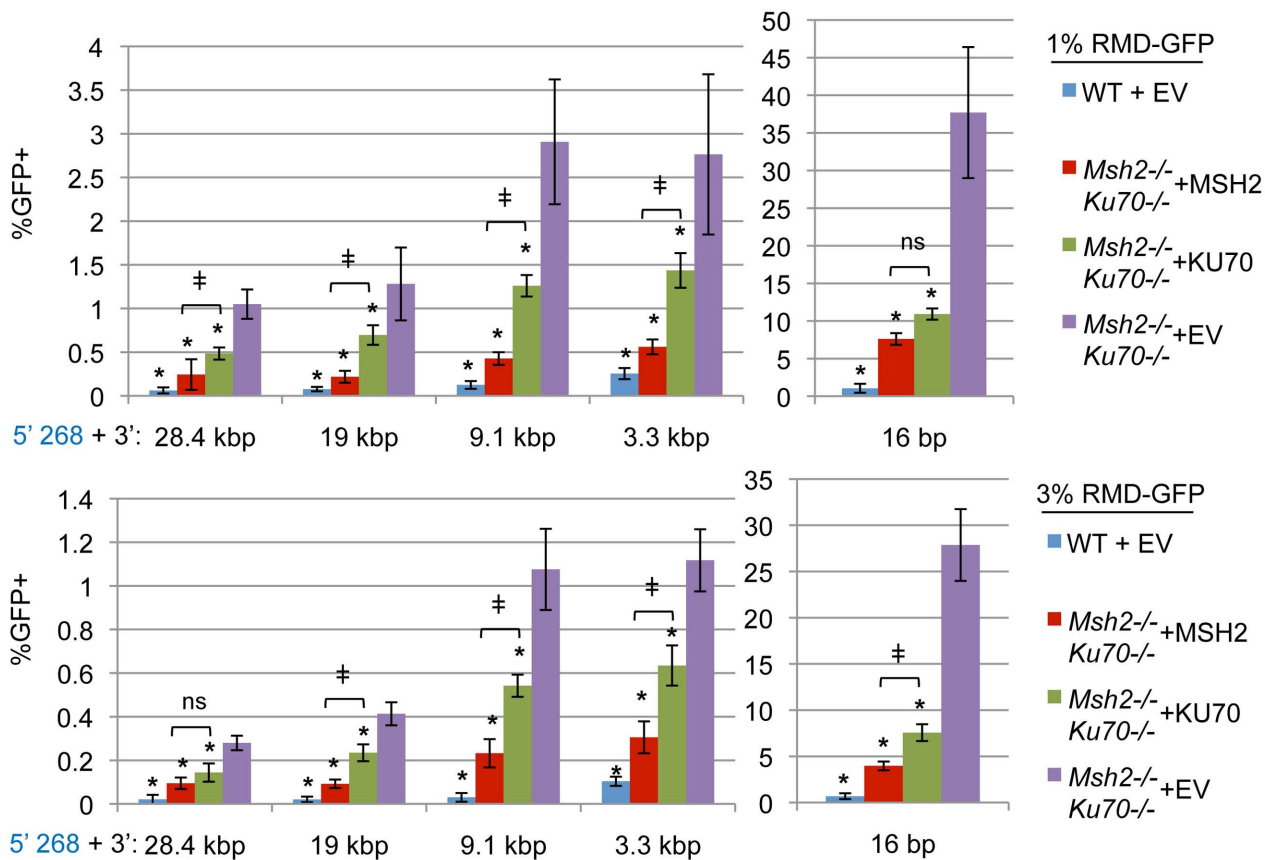 1% RMD-GFP
%GFP+
4
3.5
3
2.5
2
1.5
1
0.5
0
50
45
40
35
30
25
20
15
10
5
0
* * ‡ *
* * ‡ *
* * ‡ *
* * ‡ *
* * ns *
WT + EV
Msh2-/-
Ku70-/- +MSH2
Msh2-/-
Ku70-/- +KU70
Msh2-/-
Ku70-/- +EV
5’ 268 + 3’: 28.4 kbp 19 kbp 9.1 kbp 3.3 kbp 16 bp
3% RMD-GFP
%GFP+
1.4
1.2
1
0.8
0.6
0.4
0.2
0
35
30
25
20
15
10
5
0
* * ns *
* * ‡ *
* * ‡ *
* * ‡ *
* * ‡ *
WT + EV
Msh2-/-
Ku70-/- +MSH2
Msh2-/-
Ku70-/- +KU70
Msh2-/-
Ku70-/- +EV
5’ 268 + 3’: 28.4 kbp 19 kbp 9.1 kbp 3.3 kbp 16 bp